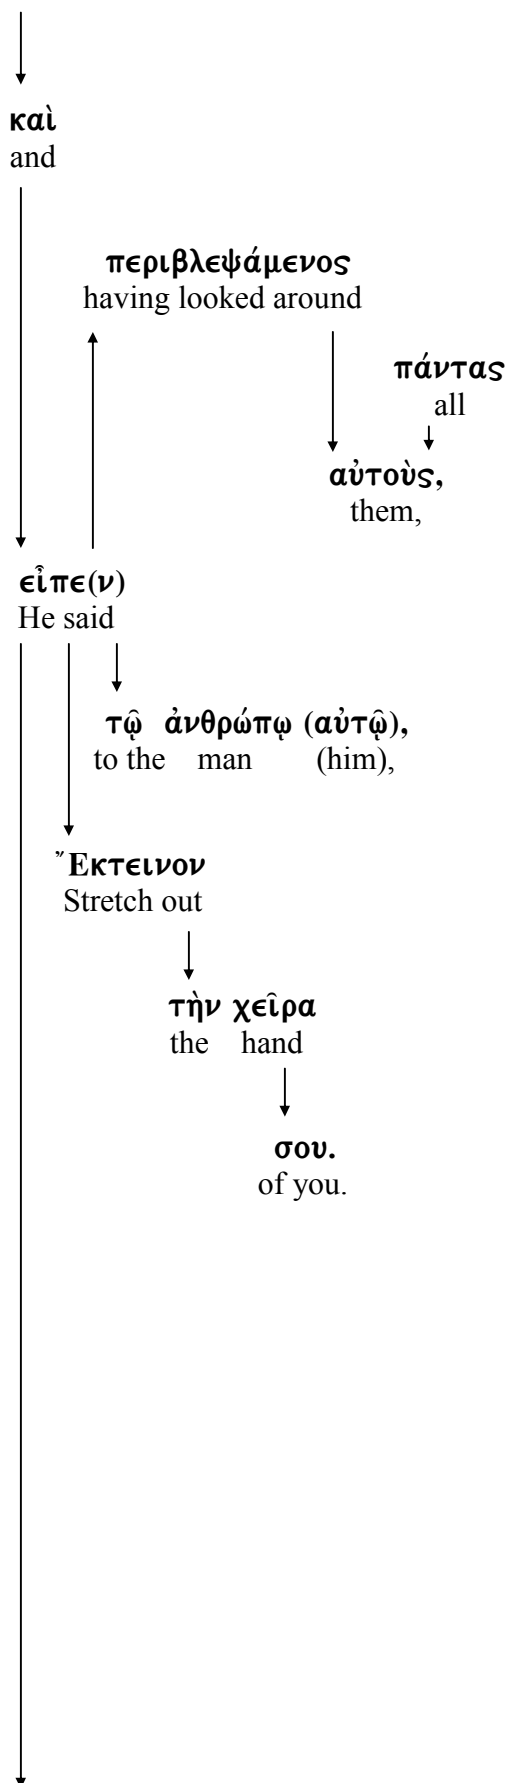 καὶ
and
περιβλεψάμενος
having looked around
πάντας
all
αὐτοὺς,
them,
εἶπε(ν)
He said
τῷ ἀνθρώπῳ (αὐτῷ),
to the man (him),
Ἔκτεινον
Stretch out
τὴν χεῖρα
the hand
σου.
of you.